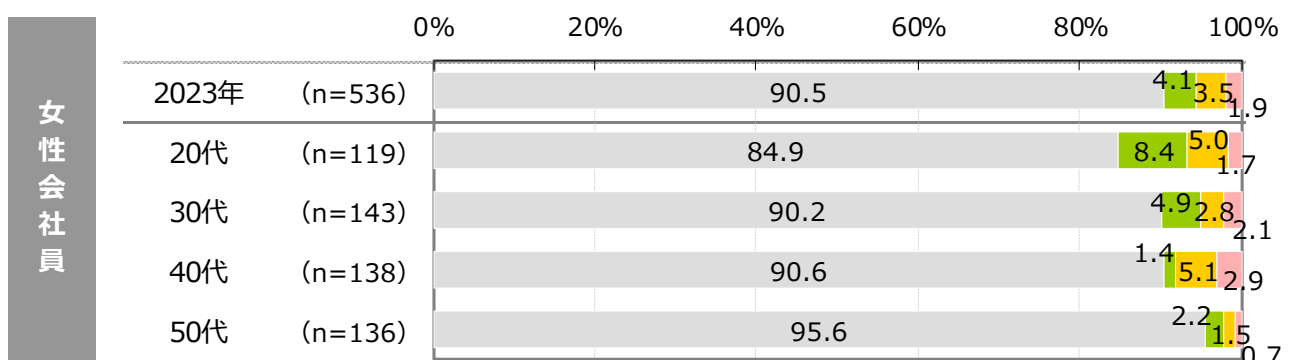 0% 20% 40% 60% 80% 100%
女性会社員
2023年 (n=536) 90.5 4.1 3.5 1.9
20代 (n=119) 84.9 8.4 5.0 1.7
30代 (n=143) 90.2 4.9 2.8 2.1
40代 (n=138) 90.6 1.4 5.1 2.9
50代 (n=136) 95.6 2.2 1.5 0.7